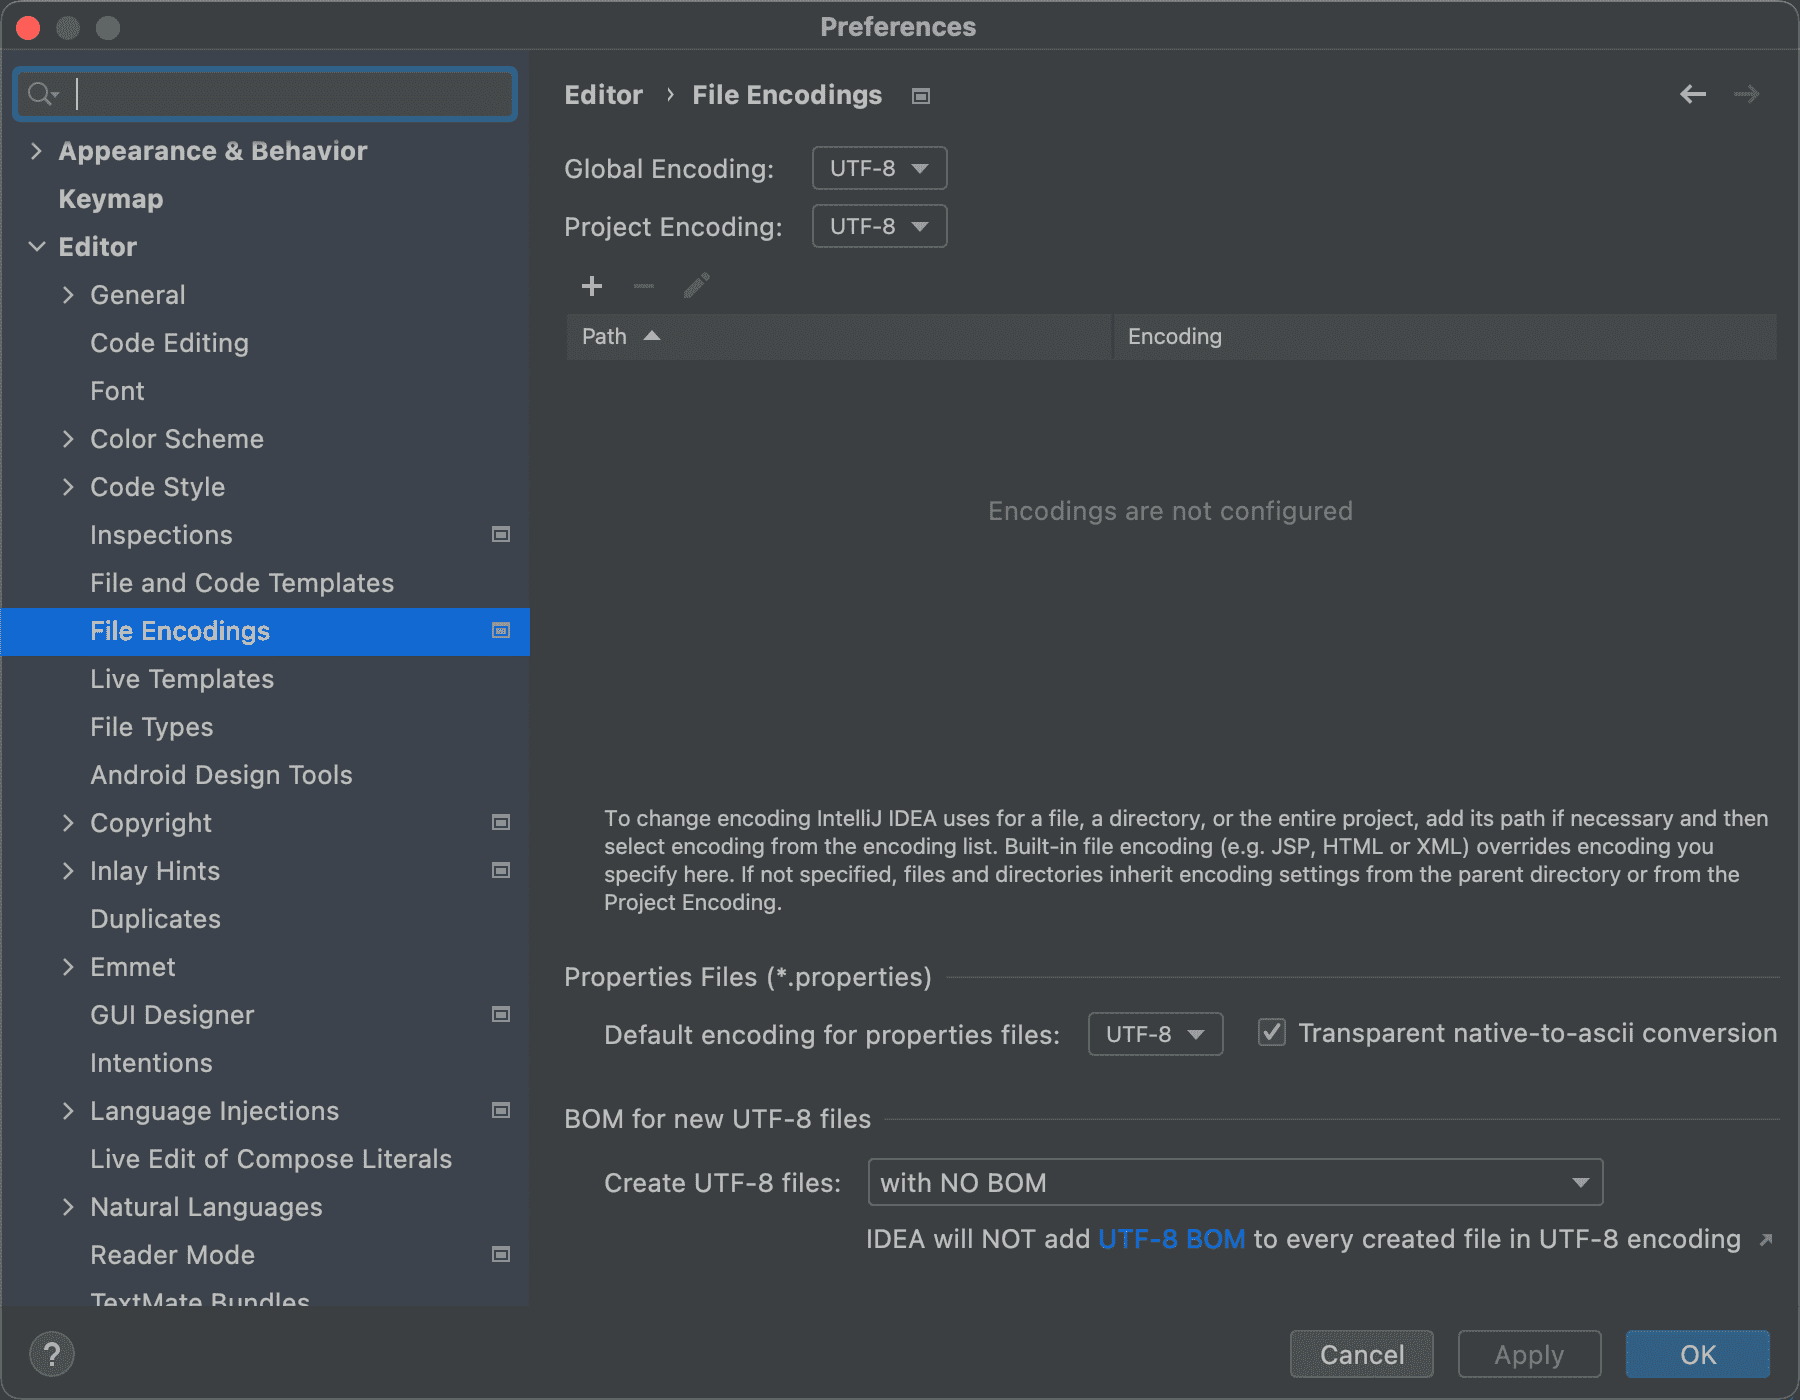 Preferences
Appearance & Behavior
Keymap
Editor
General
Code Editing
Font
Color Scheme
Code Style
Inspections
File and Code Templates
File Encodings
Live Templates
File Types
Android Design Tools
Copyright
Inlay Hints
Duplicates
Emmet
GUI Designer
Intentions
Language Injections
Live Edit of Compose Literals
Natural Languages
Reader Mode
TextMate Bundles
Editor › File Encodings
Global Encoding: UTF-8
Project Encoding: UTF-8
Path Encoding
Encodings are not configured
To change encoding IntelliJ IDEA uses for a file, a directory, or the entire project, add its path if necessary and then
select encoding from the encoding list. Built-in file encoding (e.g. JSP, HTML or XML) overrides encoding you
specify here. If not specified, files and directories inherit encoding settings from the parent directory or from the
Project Encoding.
Properties Files (*.properties)
Default encoding for properties files: UTF-8 Transparent native-to-ascii conversion
BOM for new UTF-8 files
Create UTF-8 files: with NO BOM
IDEA will NOT add UTF-8 BOM to every created file in UTF-8 encoding ↗
? Cancel Apply OK